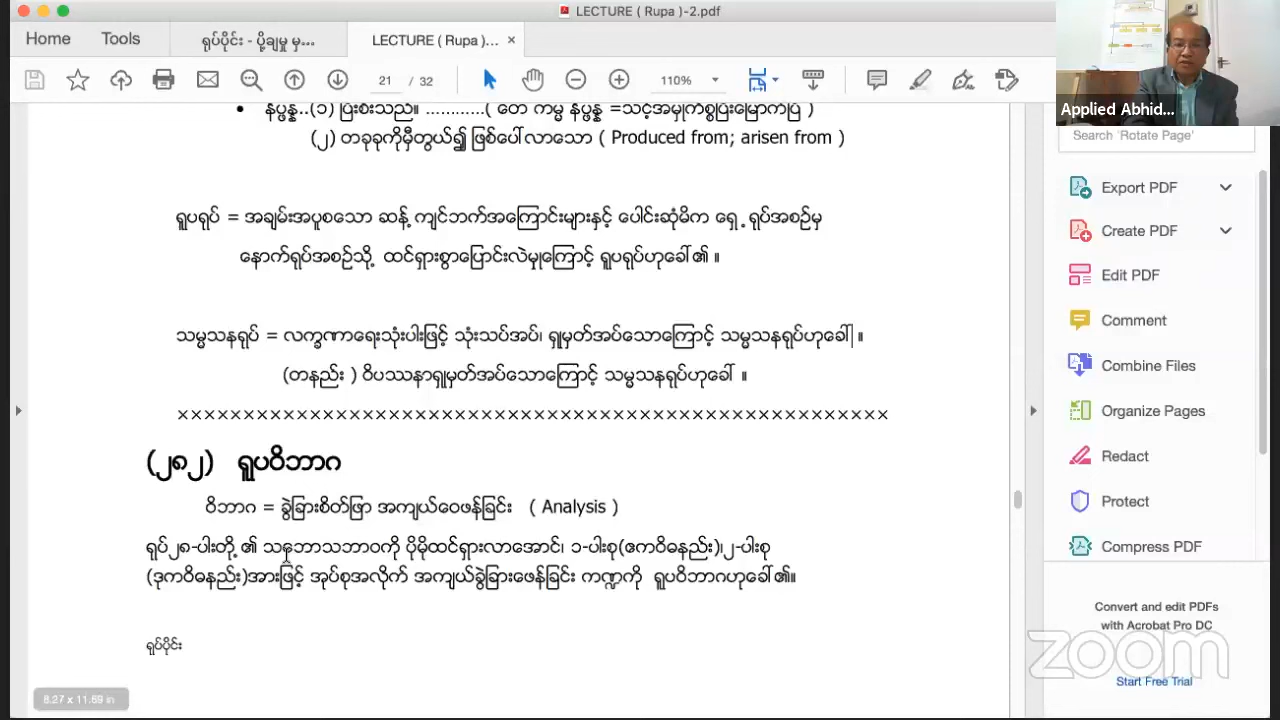 LECTURE ( Rupa )-2.pdf
Home
Tools
ရုပ်ပိုင်း - ပို့ချမှု မှ...
LECTURE ( Rupa )... ×
21 / 32
110%
Applied Abhid...
Search 'Rotate Page'
• နိပ္ဖန္န..(၁) ပြီးစီးသည်။ ...........( တေ ကမ္မ နိပ္ဖန္န =သင့်အမှုကိစ္စပြီးမြောက်ပြီ )
(၂) တခုခုကိုမှီတွယ်၍ ဖြစ်ပေါ်လာသော ( Produced from; arisen from )
ရူပရုပ် = အချမ်းအပူစသော ဆန့် ကျင်ဘက်အကြောင်းများနှင့် ပေါင်းဆုံမိက ရှေ့ ရုပ်အစဉ်မှ
နောက်ရုပ်အစဉ်သို့ ထင်ရှားစွာပြောင်းလဲမှုကြောင့် ရူပရုပ်ဟုခေါ်၏ ။
သမ္မသနရုပ် = လက္ခဏာရေးသုံးပါးဖြင့် သုံးသပ်အပ်၊ ရှုမှတ်အပ်သောကြောင့် သမ္မသနရုပ်ဟုခေါ် ။
(တနည်း ) ဝိပဿနာရှုမှတ်အပ်သောကြောင့် သမ္မသနရုပ်ဟုခေါ် ။
×××××××××××××××××××××××××××××××××××××××××××××××××××××
(၂၈၂) ရူပဝိဘာဂ
ဝိဘာဂ = ခွဲခြားစိတ်ဖြာ အကျယ်ဝေဖန်ခြင်း ( Analysis )
ရုပ်၂၈-ပါးတို့ ၏ သဘောသဘာဝကို ပိုမိုထင်ရှားလာအောင်၊ ၁-ပါးစု(ဧကဝိဓနည်း)၊၂-ပါးစု
(ဒုကဝိဓနည်း)အားဖြင့် အုပ်စုအလိုက် အကျယ်ခွဲခြားဖေန်ခြင်း ကဏ္ဍကို ရူပဝိဘာဂဟုခေါ်၏။
ရုပ်ပိုင်း
8.27 x 11.69 in
Export PDF
Create PDF
Edit PDF
Comment
Combine Files
Organize Pages
Redact
Protect
Compress PDF
Convert and edit PDFs
with Acrobat Pro DC
Start Free Trial
zoom